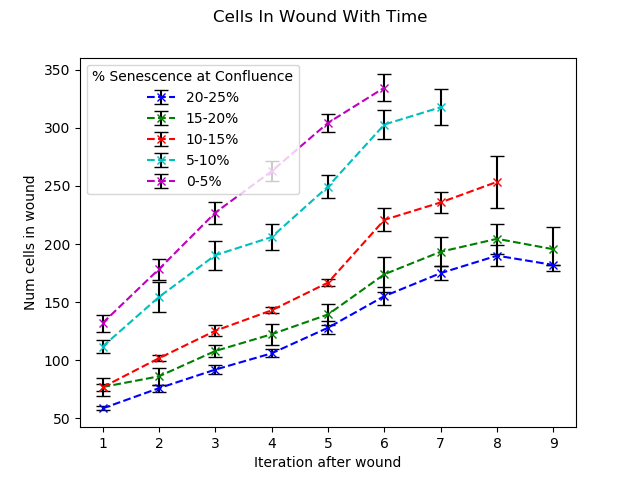 Cells In Wound With Time
% Senescence at Confluence
20-25%
15-20%
10-15%
5-10%
0-5%
Num cells in wound
350
300
250
200
150
100
50
1 2 3 4 5 6 7 8 9
Iteration after wound